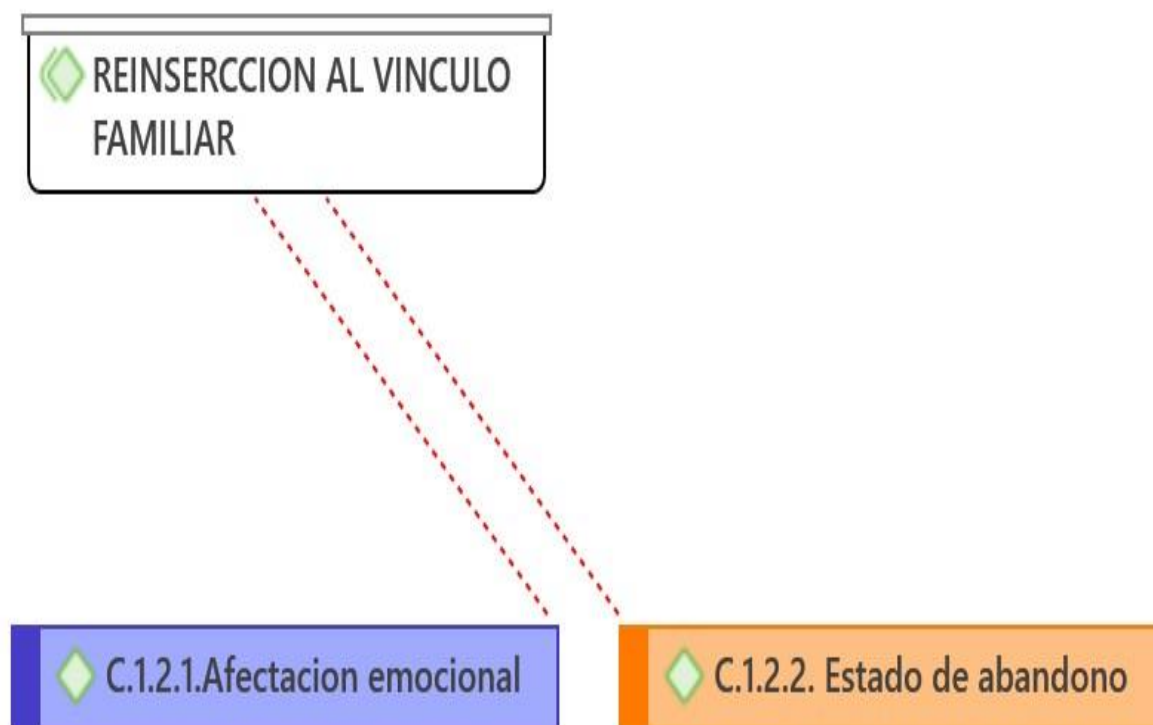 REINSERCCION AL VINCULO
FAMILIAR
C.1.2.1.Afectacion emocional
C.1.2.2. Estado de abandono